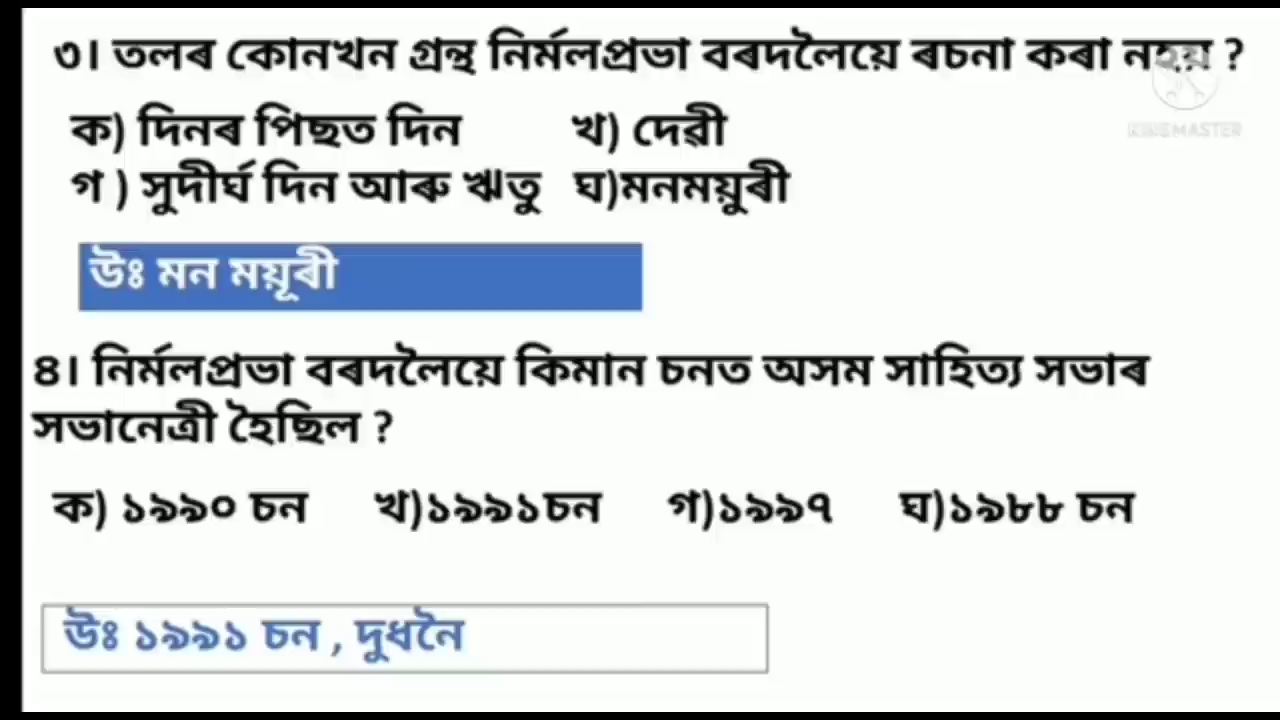 ৩। তলৰ কোনখন গ্ৰন্থ নিৰ্মলপ্ৰভা বৰদলৈয়ে ৰচনা কৰা নহয় ?
ক) দিনৰ পিছত দিন খ) দেৱী
গ ) সুদীৰ্ঘ দিন আৰু ঋতু ঘ)মনময়ুৰী
উঃ মন ময়ূৰী
৪। নিৰ্মলপ্ৰভা বৰদলৈয়ে কিমান চনত অসম সাহিত্য সভাৰ
সভানেত্ৰী হৈছিল ?
ক) ১৯৯০ চন খ)১৯৯১চন গ)১৯৯৭ ঘ)১৯৮৮ চন
উঃ ১৯৯১ চন , দুধনৈ
KINEMASTER